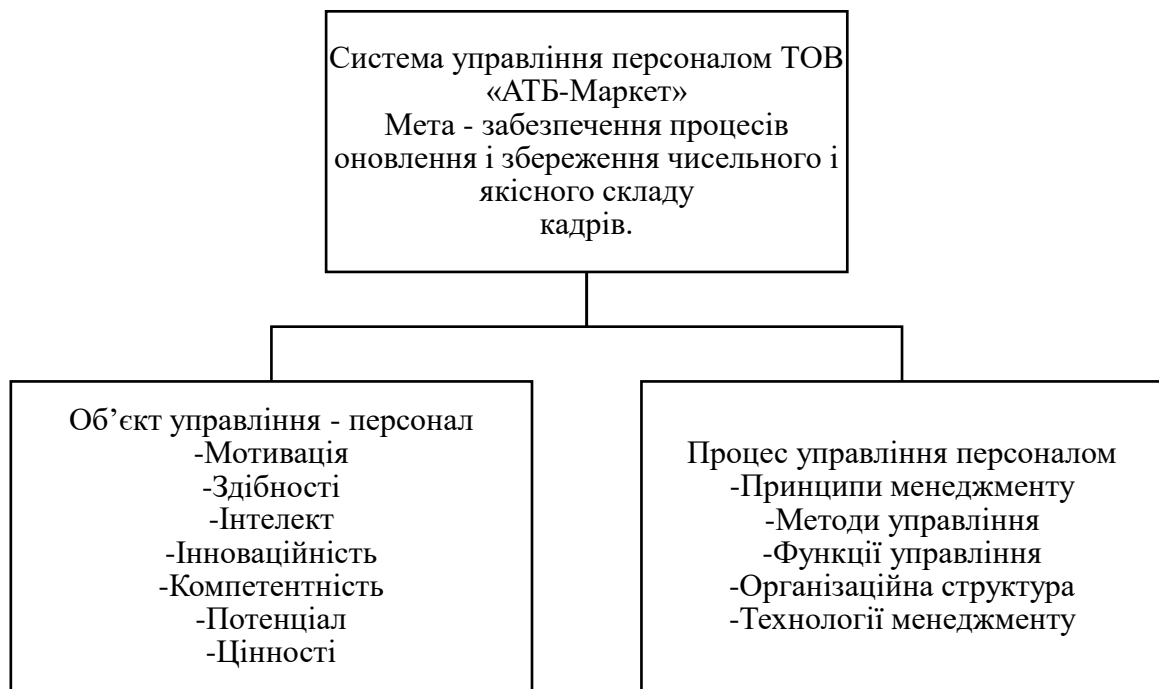 Система управління персоналом ТОВ
«АТБ-Маркет»
Мета - забезпечення процесів
оновлення і збереження чисельного і
якісного складу
кадрів.
Об’єкт управління - персонал
-Мотивація
-Здібності
-Інтелект
-Інноваційність
-Компетентність
-Потенціал
-Цінності
Процес управління персоналом
-Принципи менеджменту
-Методи управління
-Функції управління
-Організаційна структура
-Технології менеджменту